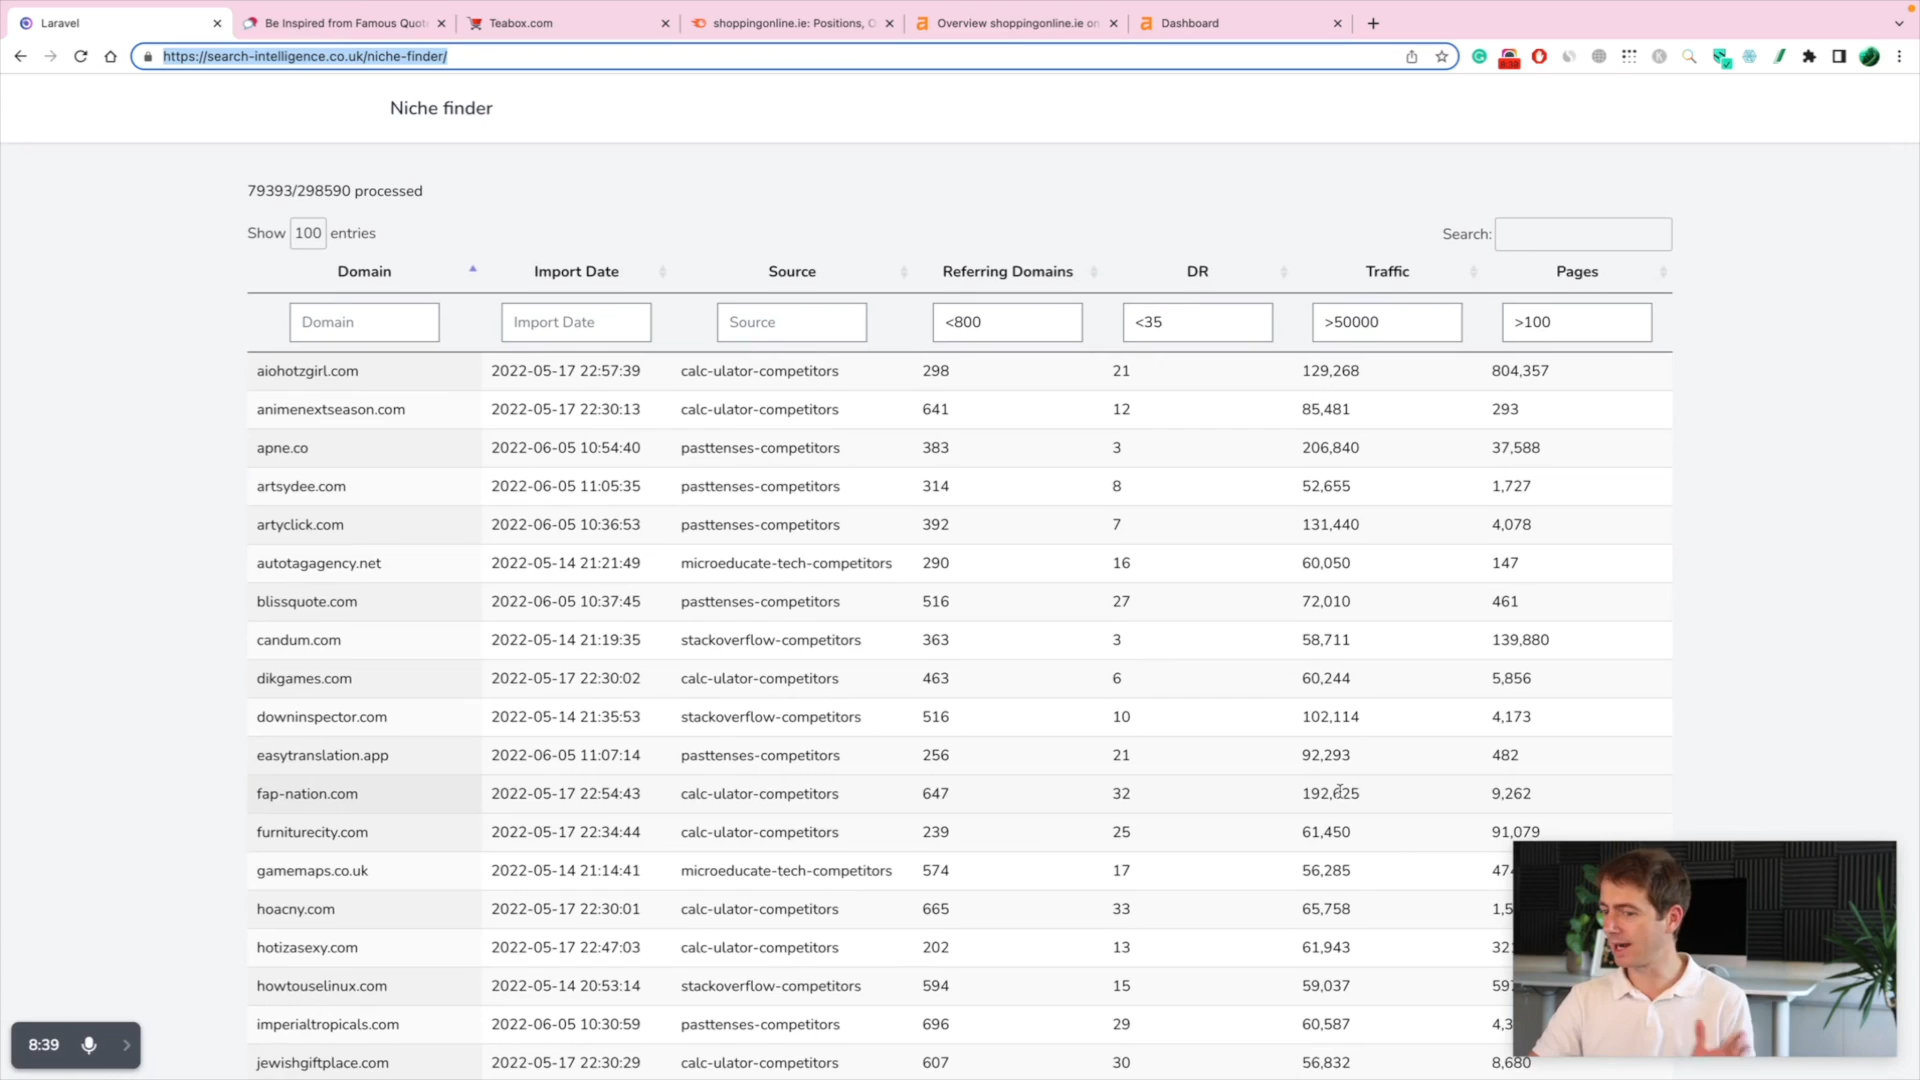 Laravel
Be Inspired from Famous Quot
Teabox.com
shoppingonline.ie: Positions, O
Overview shoppingonline.ie on
Dashboard
https://search-intelligence.co.uk/niche-finder/
Niche finder
79393/298590 processed
Show 100 entries
Search:
Domain Import Date Source Referring Domains DR Traffic Pages
Domain Import Date Source <800 <35 >50000 >100
aiohotzgirl.com 2022-05-17 22:57:39 calc-ulator-competitors 298 21 129,268 804,357
animenextseason.com 2022-05-17 22:30:13 calc-ulator-competitors 641 12 85,481 293
apne.co 2022-06-05 10:54:40 pasttenses-competitors 383 3 206,840 37,588
artsydee.com 2022-06-05 11:05:35 pasttenses-competitors 314 8 52,655 1,727
artyclick.com 2022-06-05 10:36:53 pasttenses-competitors 392 7 131,440 4,078
autotagagency.net 2022-05-14 21:21:49 microeducate-tech-competitors 290 16 60,050 147
blissquote.com 2022-06-05 10:37:45 pasttenses-competitors 516 27 72,010 461
candum.com 2022-05-14 21:19:35 stackoverflow-competitors 363 3 58,711 139,880
dikgames.com 2022-05-17 22:30:02 calc-ulator-competitors 463 6 60,244 5,856
downinspector.com 2022-05-14 21:35:53 stackoverflow-competitors 516 10 102,114 4,173
easytranslation.app 2022-06-05 11:07:14 pasttenses-competitors 256 21 92,293 482
fap-nation.com 2022-05-17 22:54:43 calc-ulator-competitors 647 32 192,625 9,262
furniturecity.com 2022-05-17 22:34:44 calc-ulator-competitors 239 25 61,450 91,079
gamemaps.co.uk 2022-05-14 21:14:41 microeducate-tech-competitors 574 17 56,285 47
hoacny.com 2022-05-17 22:30:01 calc-ulator-competitors 665 33 65,758 1,5
hotizasexy.com 2022-05-17 22:47:03 calc-ulator-competitors 202 13 61,943 32
howtouselinux.com 2022-05-14 20:53:14 stackoverflow-competitors 594 15 59,037 59
imperialtropicals.com 2022-06-05 10:30:59 pasttenses-competitors 696 29 60,587 4,3
jewishgiftplace.com 2022-05-17 22:30:29 calc-ulator-competitors 607 30 56,832 8,680
8:39